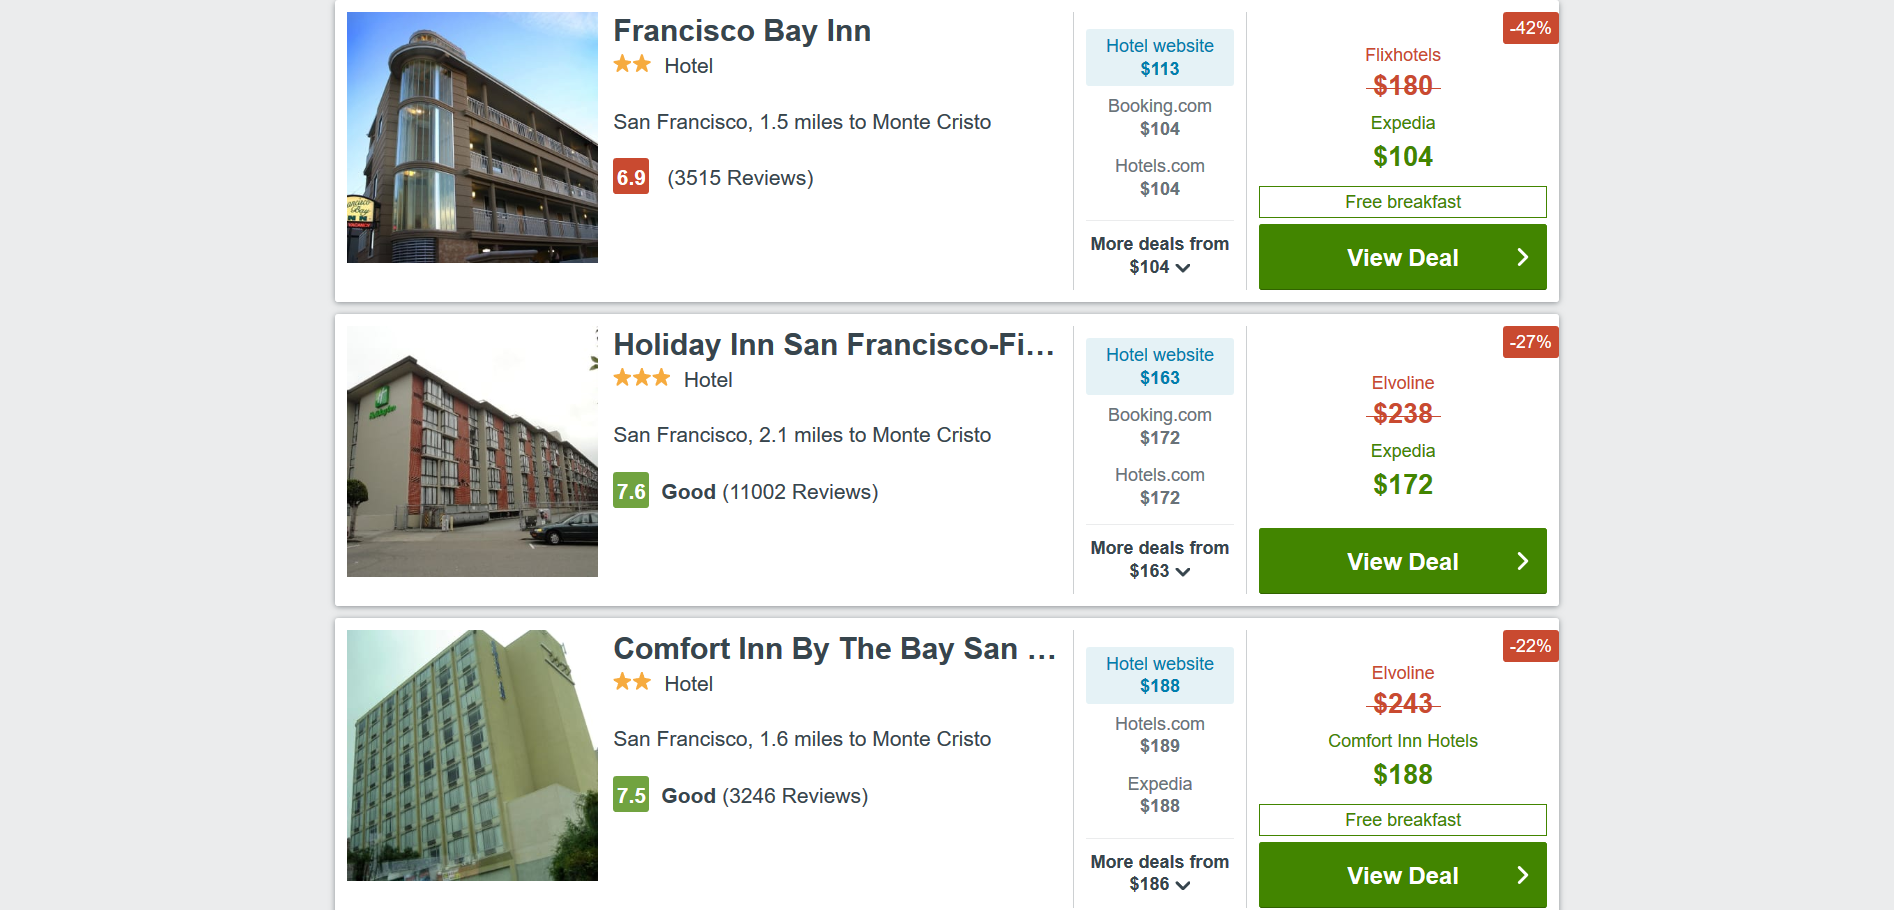 Francisco Bay Inn
Hotel
San Francisco, 1.5 miles to Monte Cristo
6.9 (3515 Reviews)
Hotel website
$113
Booking.com
$104
Hotels.com
$104
More deals from
$104
-42%
Flixhotels
$180
Expedia
$104
Free breakfast
View Deal
Holiday Inn San Francisco-Fi...
Hotel
San Francisco, 2.1 miles to Monte Cristo
7.6 Good (11002 Reviews)
Hotel website
$163
Booking.com
$172
Hotels.com
$172
More deals from
$163
-27%
Elvoline
$238
Expedia
$172
View Deal
Comfort Inn By The Bay San ...
Hotel
San Francisco, 1.6 miles to Monte Cristo
7.5 Good (3246 Reviews)
Hotel website
$188
Hotels.com
$189
Expedia
$188
More deals from
$186
-22%
Elvoline
$243
Comfort Inn Hotels
$188
Free breakfast
View Deal